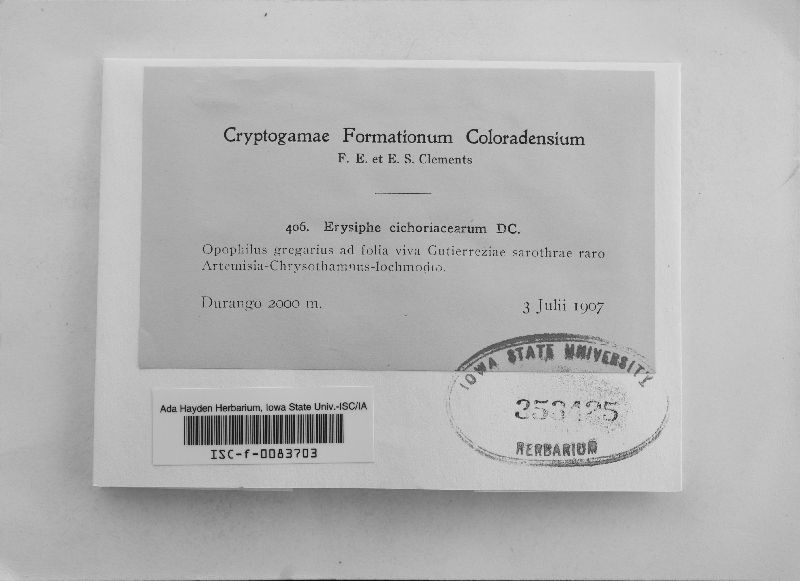 Cryptogamae Formationum Coloradensium
F. E. et E. S. Clements
406. Erysiphe cichoriacearum DC.
Opophilus gregarius ad folia viva Gutierreziae sarothrae raro
Artemisia-Chrysothamnus-lochmodio.
Durango 2000 m.
3 Julii 1907
IOWA STATE UNIVERSITY
353425
HERBARIUM
Ada Hayden Herbarium, Iowa State Univ.-ISC/IA
ISC-f-0083703